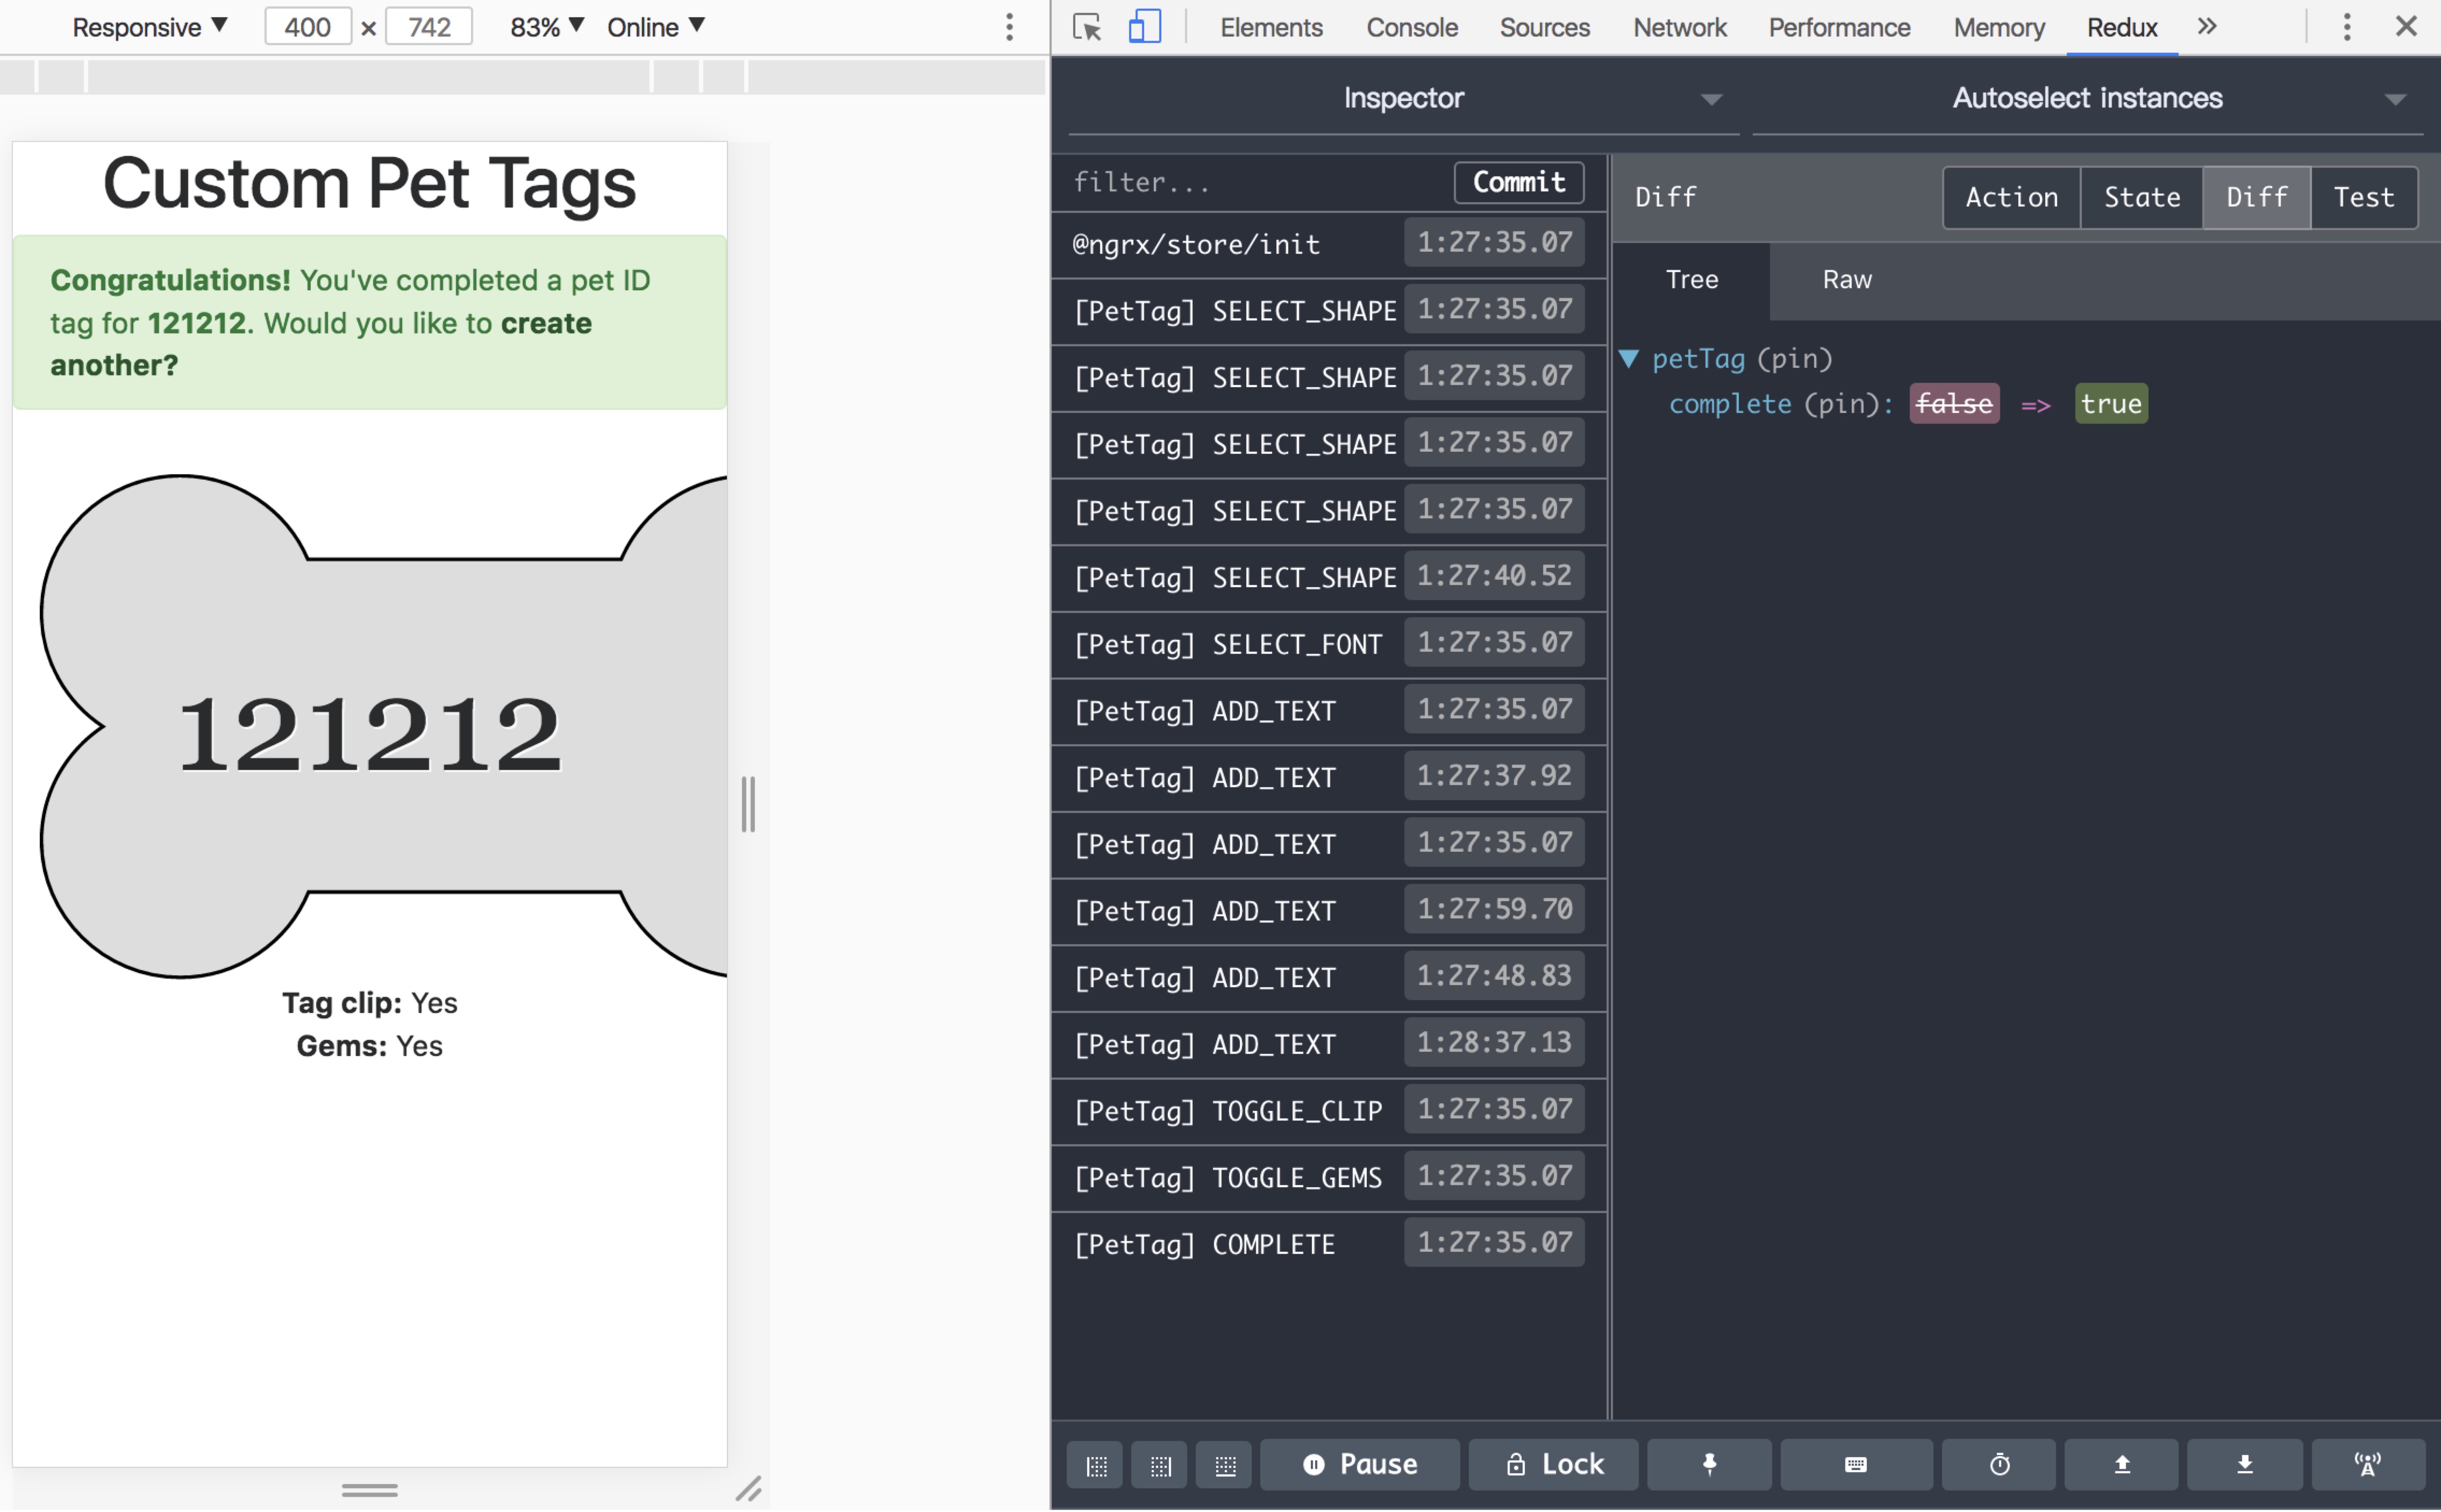 Responsive ▼ 400 × 742 83% ▼ Online ▼
Elements Console Sources Network Performance Memory Redux »
Custom Pet Tags
Congratulations! You've completed a pet ID
tag for 121212. Would you like to create
another?
121212
Tag clip: Yes
Gems: Yes
Inspector
Autoselect instances
filter... Commit
@ngrx/store/init 1:27:35.07
[PetTag] SELECT_SHAPE 1:27:35.07
[PetTag] SELECT_SHAPE 1:27:35.07
[PetTag] SELECT_SHAPE 1:27:35.07
[PetTag] SELECT_SHAPE 1:27:35.07
[PetTag] SELECT_SHAPE 1:27:40.52
[PetTag] SELECT_FONT 1:27:35.07
[PetTag] ADD_TEXT 1:27:35.07
[PetTag] ADD_TEXT 1:27:37.92
[PetTag] ADD_TEXT 1:27:35.07
[PetTag] ADD_TEXT 1:27:59.70
[PetTag] ADD_TEXT 1:27:48.83
[PetTag] ADD_TEXT 1:28:37.13
[PetTag] TOGGLE_CLIP 1:27:35.07
[PetTag] TOGGLE_GEMS 1:27:35.07
[PetTag] COMPLETE 1:27:35.07
Diff Action State Diff Test
Tree Raw
▼ petTag (pin)
complete (pin): false => true
Pause Lock